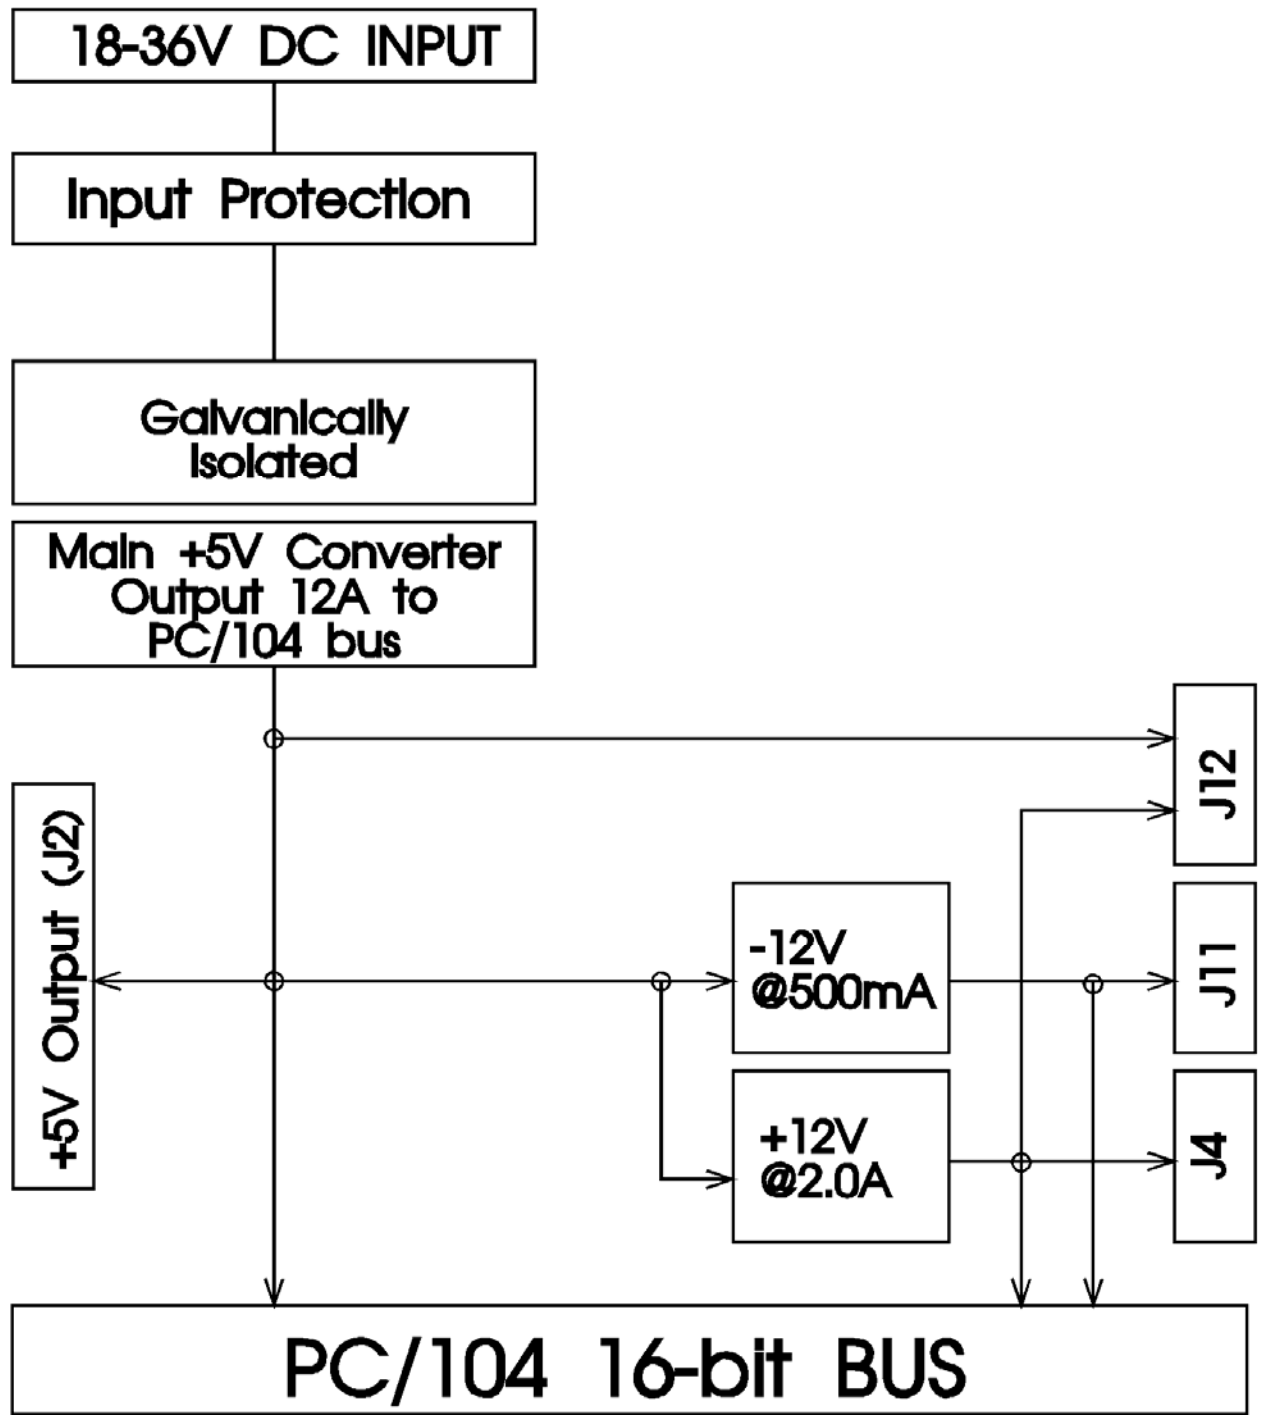 18-36V DC INPUT
Input Protection
Galvanically
Isolated
Main +5V Converter
Output 12A to
PC/104 bus
J12
+5V Output (J2)
-12V
@500mA
J11
+12V
@2.0A
J4
PC/104 16-bit BUS